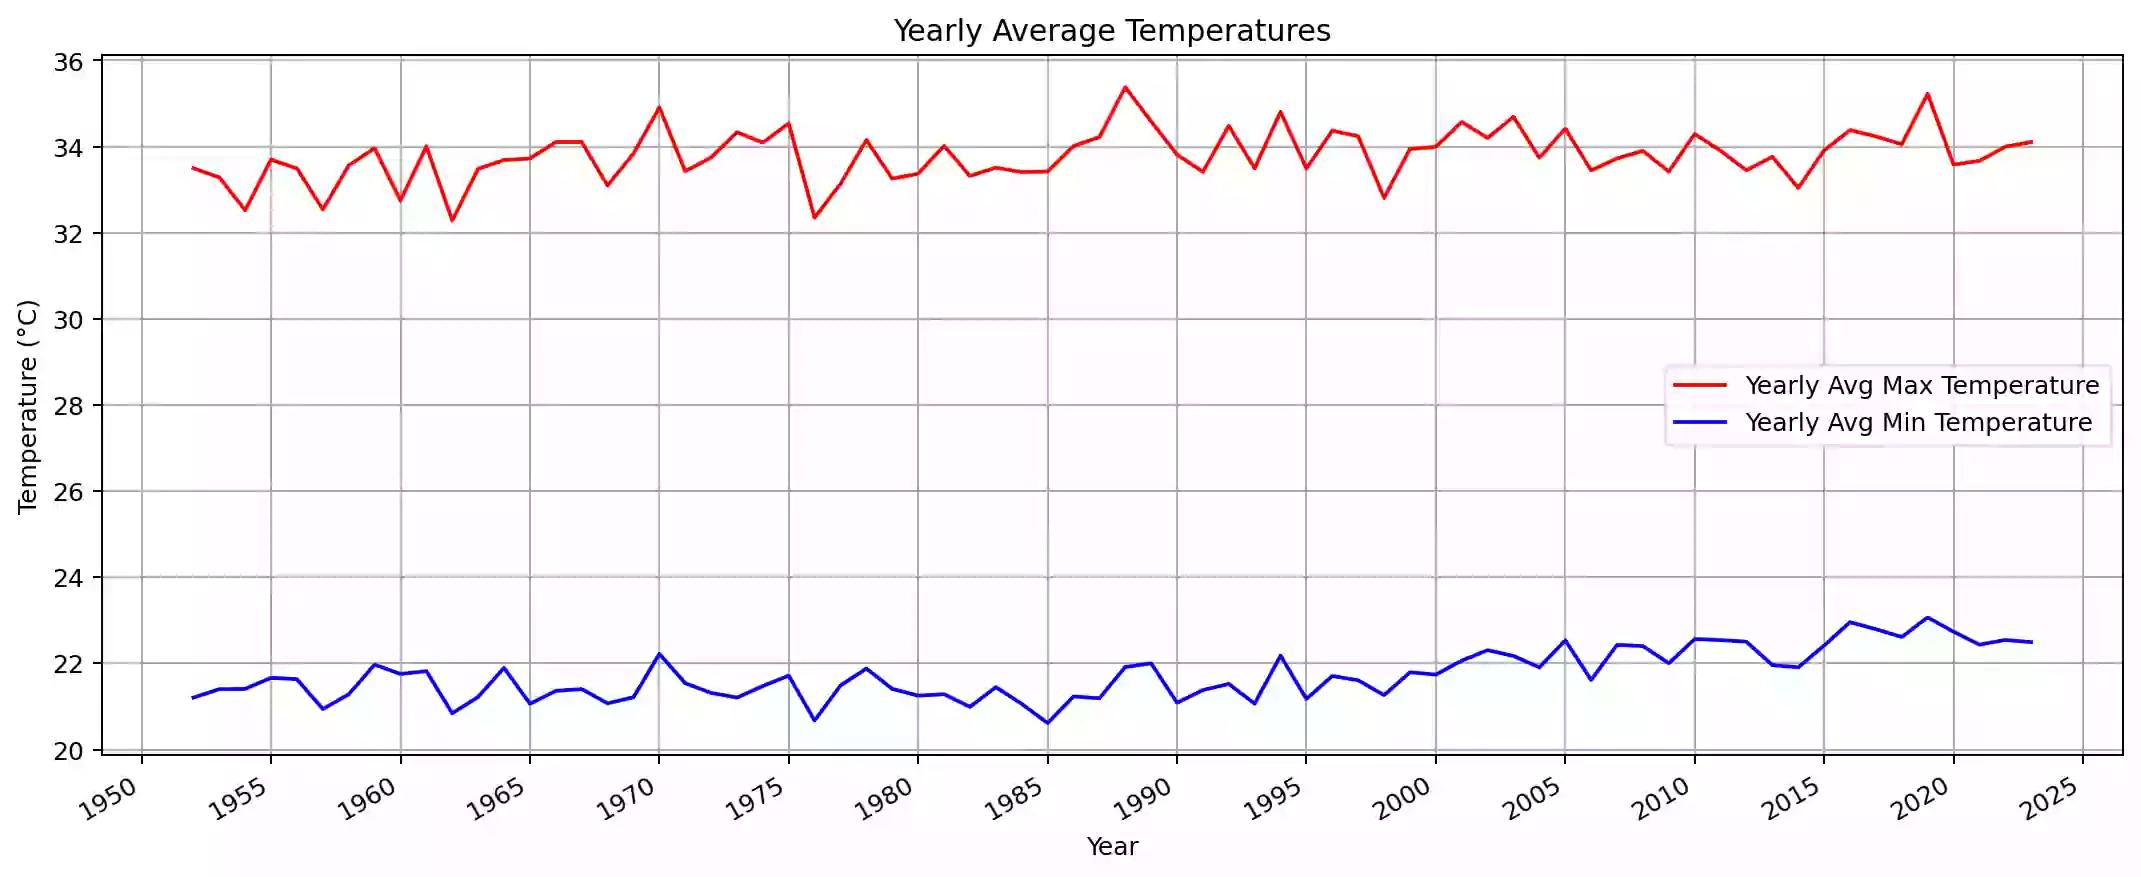 Yearly Average Temperatures
36
34
32
30
28
26
24
22
20
Temperature (°C)
Yearly Avg Max Temperature
Yearly Avg Min Temperature
1950 1955 1960 1965 1970 1975 1980 1985 1990 1995 2000 2005 2010 2015 2020 2025
Year